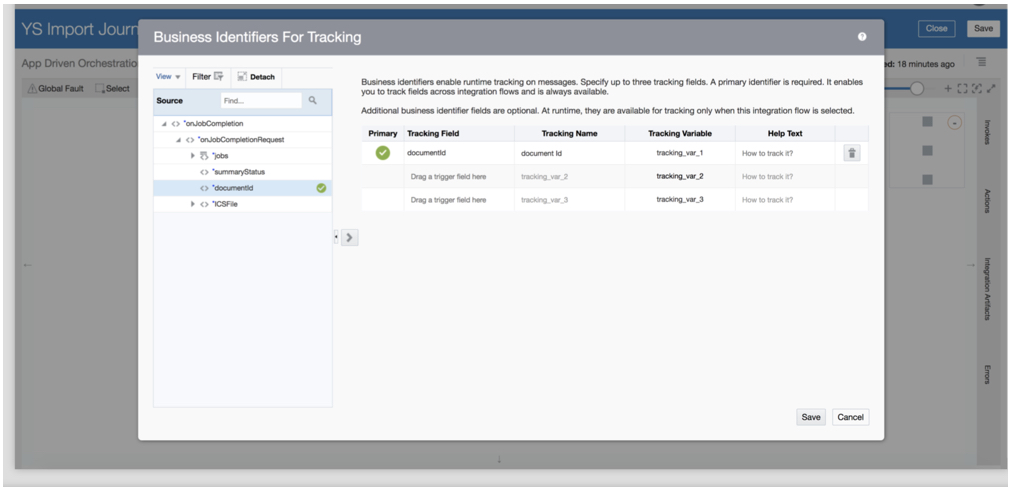 YS Import Journ
Business Identifiers For Tracking
?
Close
Save
App Driven Orchestratio
ed: 18 minutes ago
Global Fault
Select
View
Filter
Detach
Source
Find...
*onJobCompletion
*onJobCompletionRequest
*jobs
*summaryStatus
*documentId
*ICSFile
Business identifiers enable runtime tracking on messages. Specify up to three tracking fields. A primary identifier is required. It enables
you to track fields across integration flows and is always available.
Additional business identifier fields are optional. At runtime, they are available for tracking only when this integration flow is selected.
Primary Tracking Field Tracking Name Tracking Variable Help Text
documentId document Id tracking_var_1 How to track it?
Drag a trigger field here tracking_var_2 tracking_var_2 How to track it?
Drag a trigger field here tracking_var_3 tracking_var_3 How to track it?
Save
Cancel
Invokes
Actions
Integration Artifacts
Errors